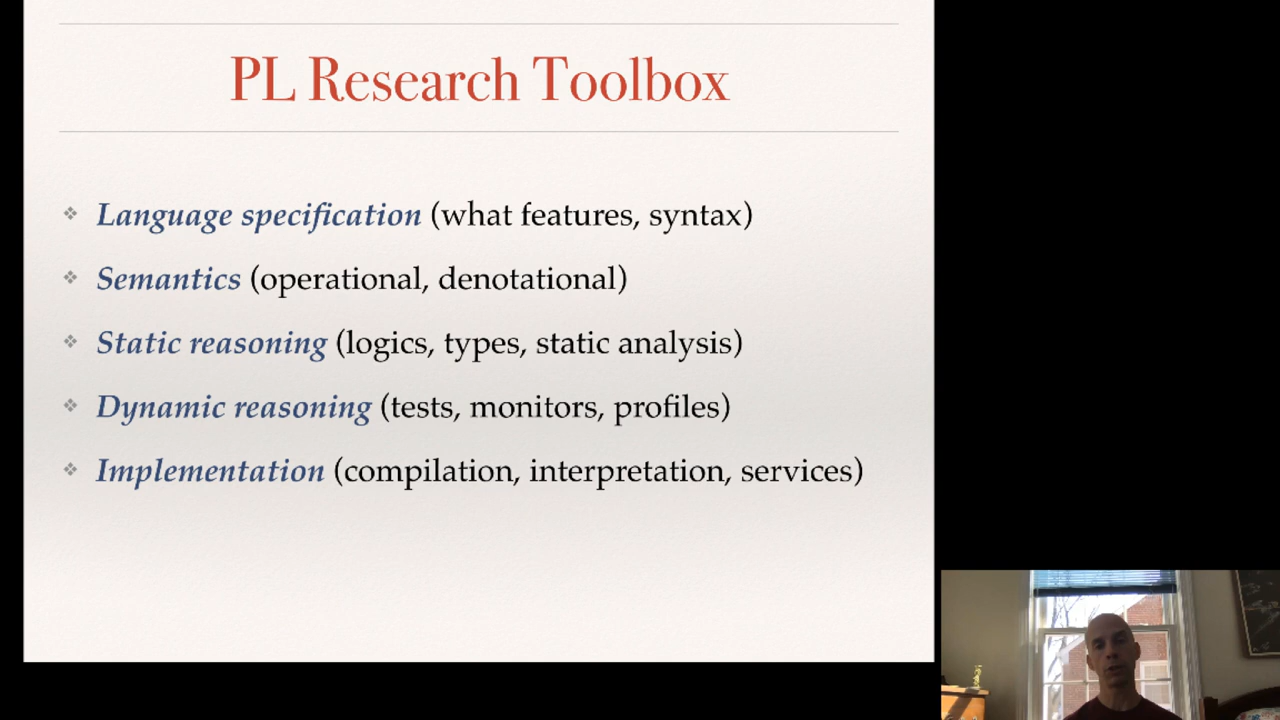 PL Research Toolbox
❖ Language specification (what features, syntax)
❖ Semantics (operational, denotational)
❖ Static reasoning (logics, types, static analysis)
❖ Dynamic reasoning (tests, monitors, profiles)
❖ Implementation (compilation, interpretation, services)